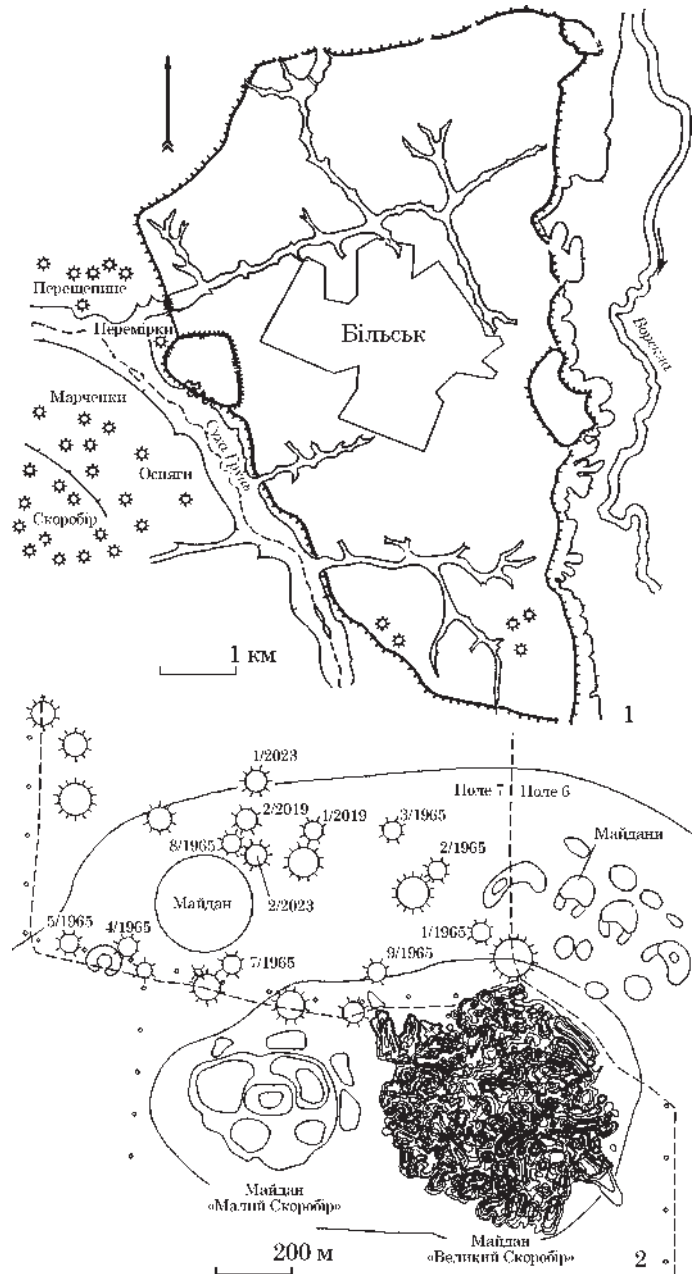 Перещепине
Перемірки
Більськ
Ворскла
Марченки
Суха Грунь
Осняги
Скоробір
1 км
1
1/2023
Поле 7
Поле 6
2/2019
1/2019
3/1965
Майдани
8/1965
2/1965
Майдан
2/2023
5/1965
4/1965
1/1965
7/1965
9/1965
Майдан
«Малий Скоробір»
Майдан
«Великий Скоробір»
200 м
2